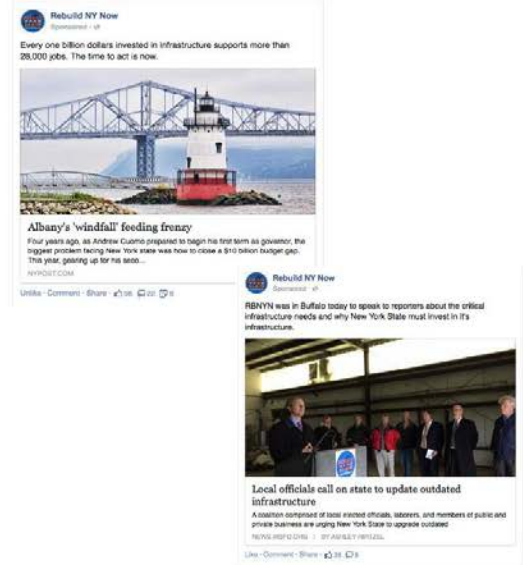 Rebuild NY Now
Sponsored
Every one billion dollars invested in infrastructure supports more than
28,000 jobs. The time to act is now.
Albany's 'windfall' feeding frenzy
Four years ago, as Andrew Cuomo prepared to begin his first term as governor, the
biggest problem facing New York state was how to close a $10 billion budget gap.
This year, gearing up for his seco...
NYPOST.COM
Unlike · Comment · Share
Rebuild NY Now
Sponsored
RBNYN was in Buffalo today to speak to reporters about the critical
infrastructure needs and why New York State must invest in it's
infrastructure.
Local officials call on state to update outdated
infrastructure
A coalition comprised of local elected officials, laborers, and members of public and
private business are urging New York State to upgrade outdated
BY ASHLEY
Like · Comment · Share